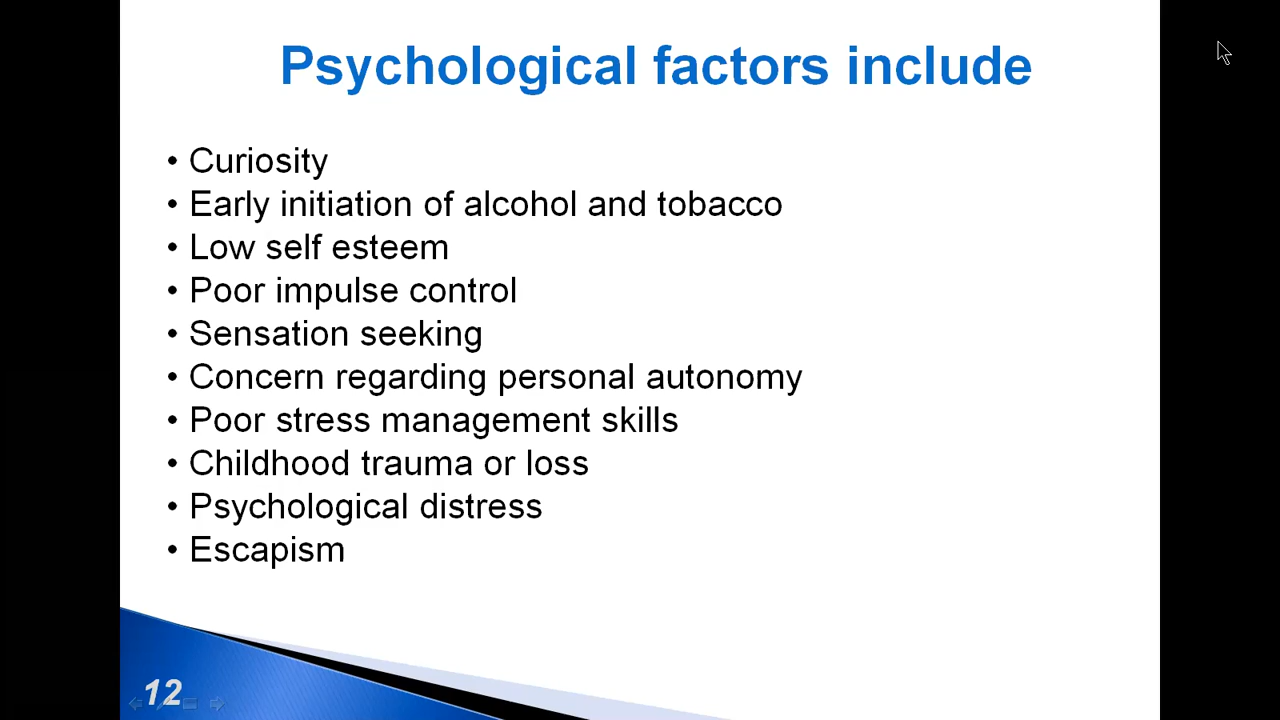 Psychological factors include
• Curiosity
• Early initiation of alcohol and tobacco
• Low self esteem
• Poor impulse control
• Sensation seeking
• Concern regarding personal autonomy
• Poor stress management skills
• Childhood trauma or loss
• Psychological distress
• Escapism
12